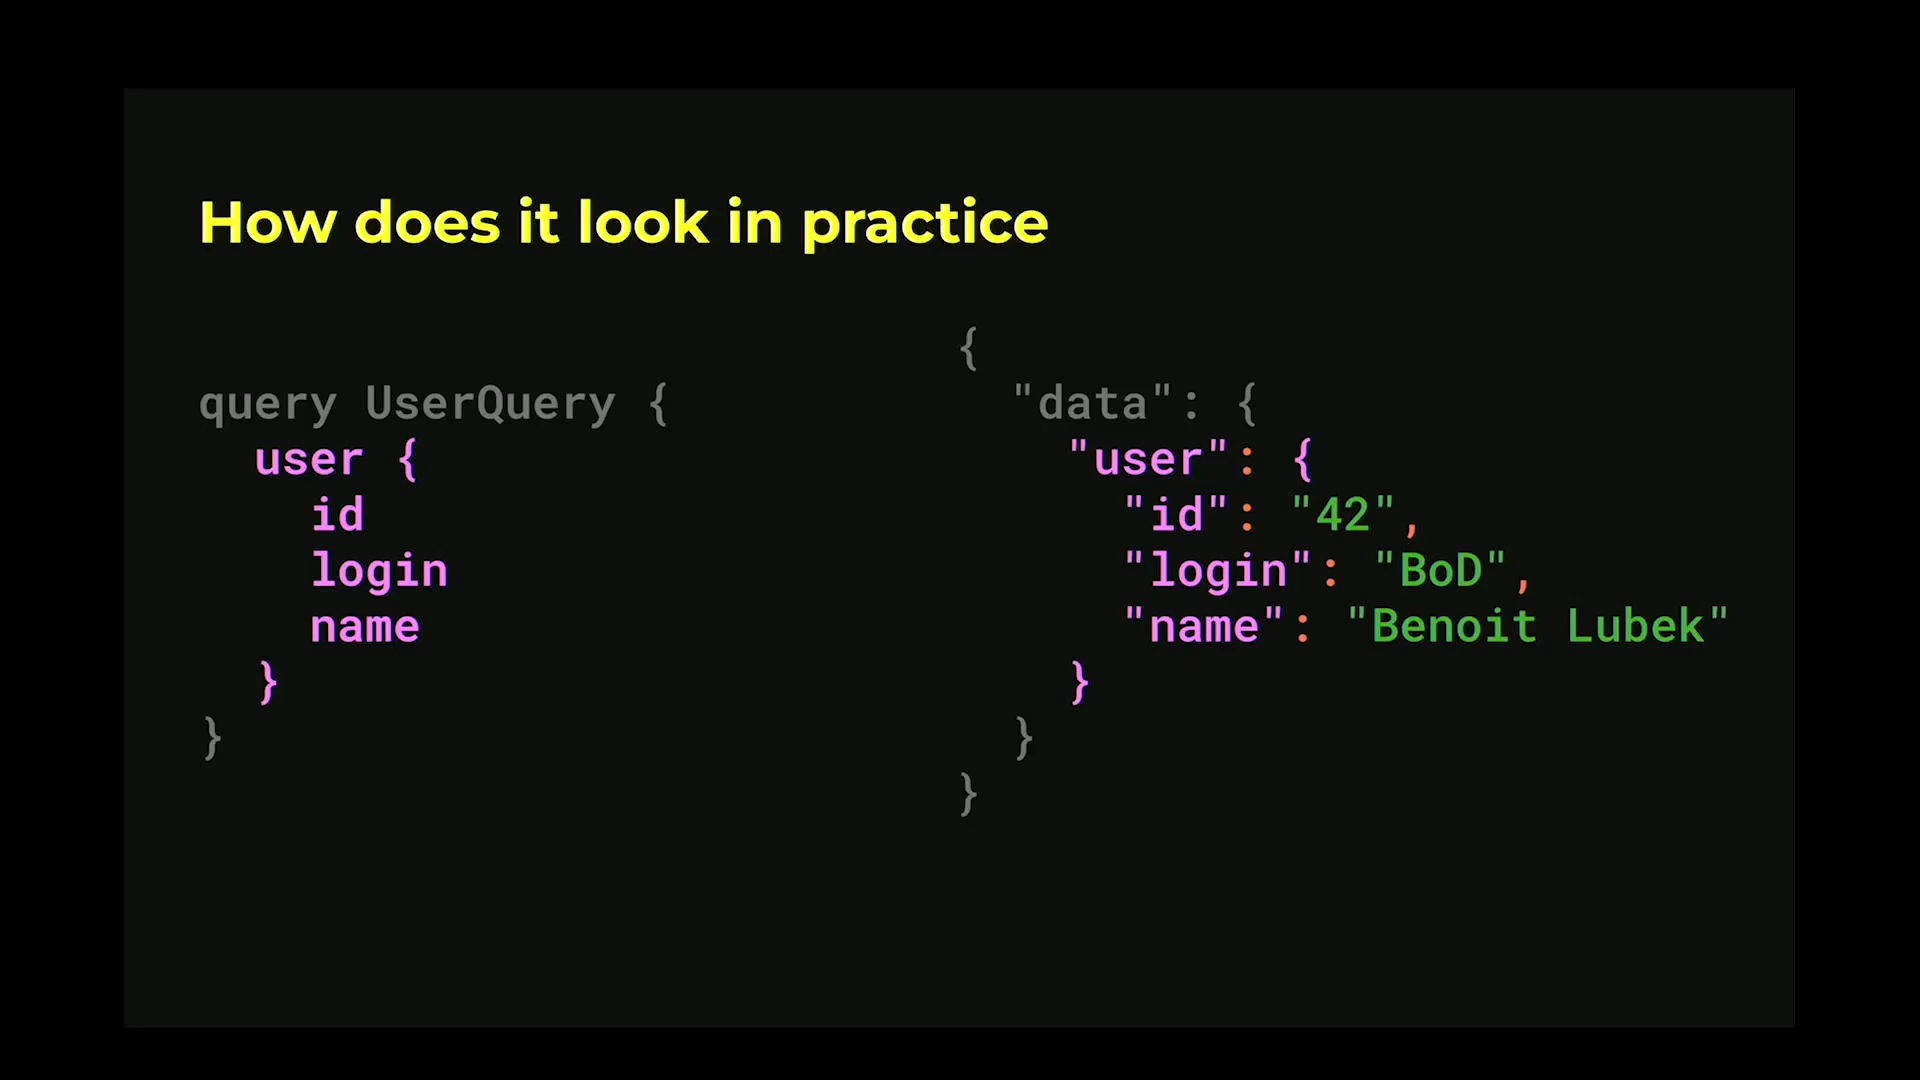 How does it look in practice
query UserQuery {
user {
id
login
name
}
}
{
"data": {
"user": {
"id": "42",
"login": "BoD",
"name": "Benoit Lubek"
}
}
}